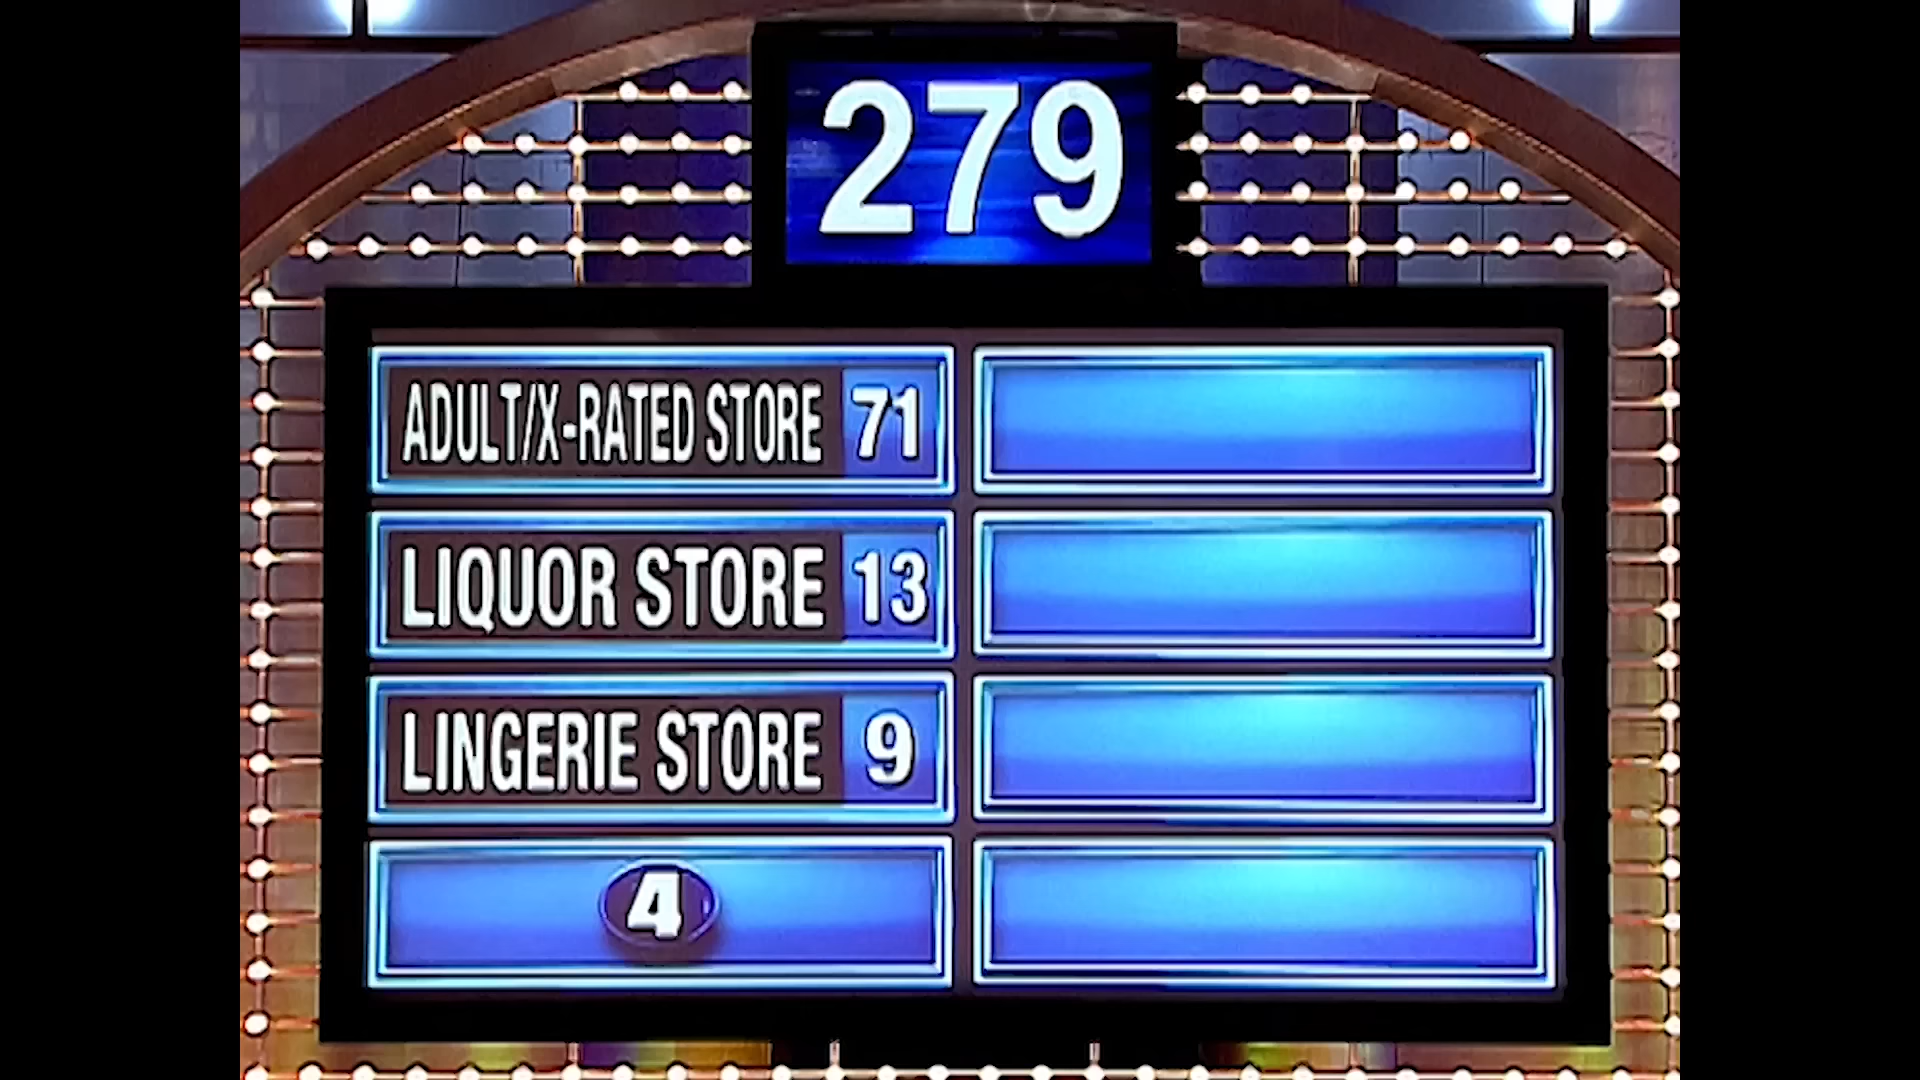 279
ADULT/X-RATED STORE 71
LIQUOR STORE 13
LINGERIE STORE 9
4